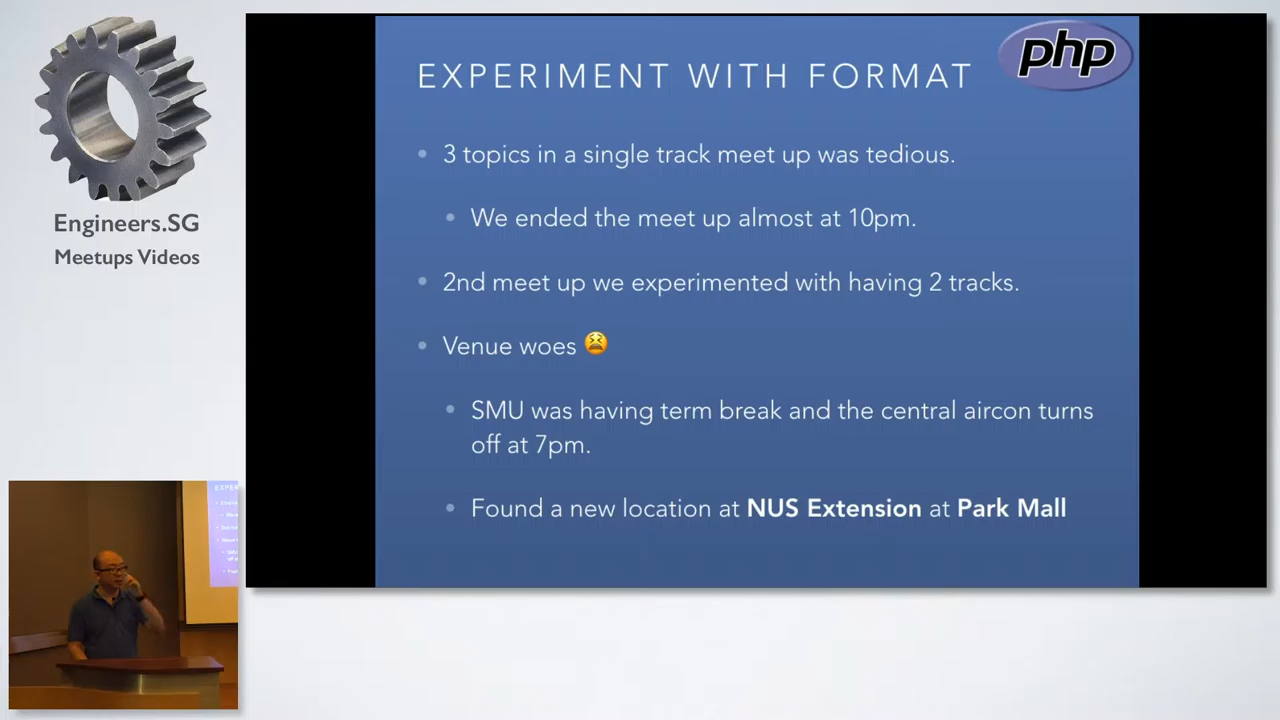 php
EXPERIMENT WITH FORMAT
3 topics in a single track meet up was tedious.
We ended the meet up almost at 10pm.
2nd meet up we experimented with having 2 tracks.
Venue woes 😫
SMU was having term break and the central aircon turns
off at 7pm.
Found a new location at NUS Extension at Park Mall
Engineers.SG
Meetups Videos